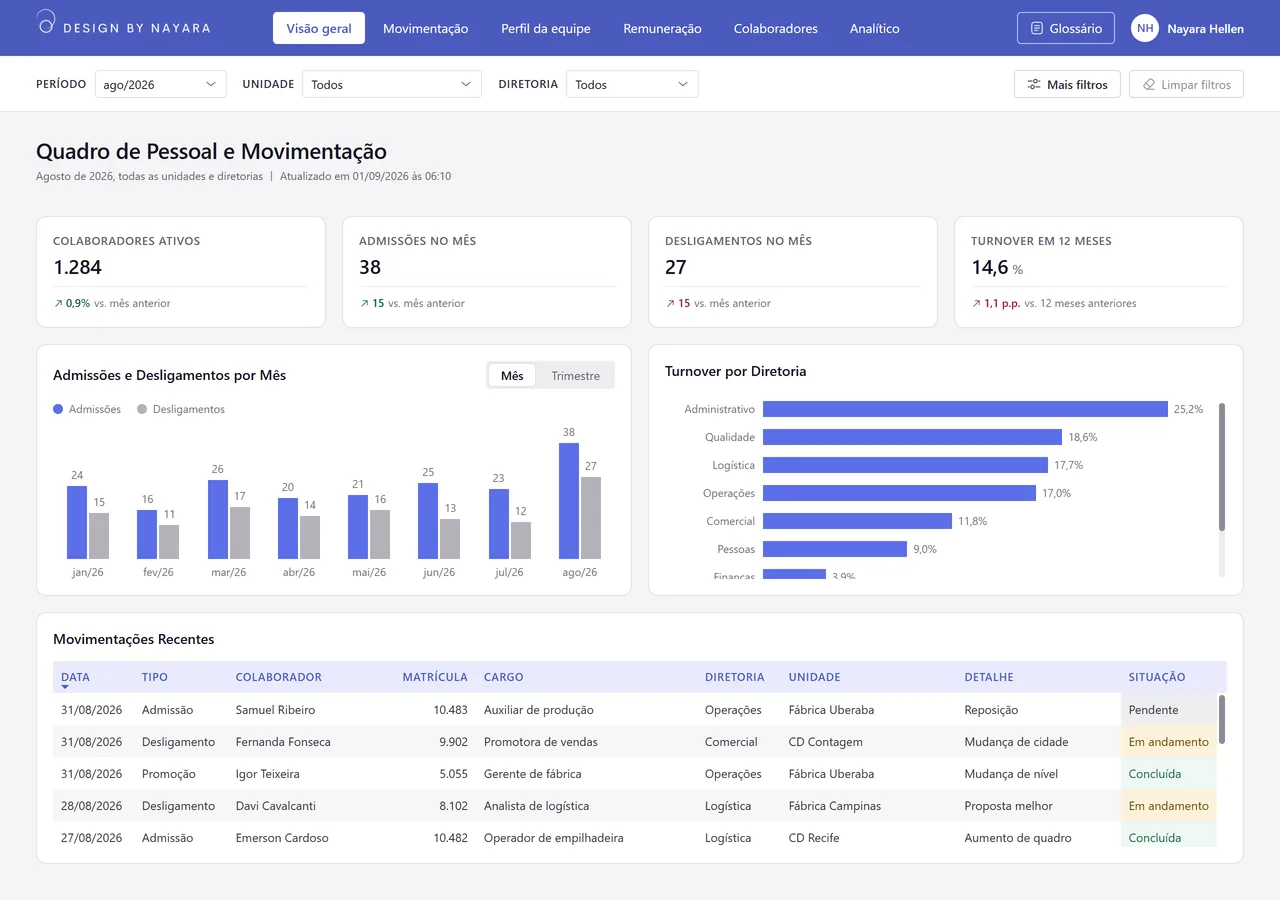 DESIGN BY NAYARA Visão geral Movimentação Perfil da equipe Remuneração Colaboradores Analítico Glossário NH Nayara Hellen
PERÍODO ago/2026 UNIDADE Todos DIRETORIA Todos Mais filtros Limpar filtros
Quadro de Pessoal e Movimentação
Agosto de 2026, todas as unidades e diretorias | Atualizado em 01/09/2026 às 06:10
COLABORADORES ATIVOS
1.284
0,9% vs. mês anterior
ADMISSÕES NO MÊS
38
15 vs. mês anterior
DESLIGAMENTOS NO MÊS
27
15 vs. mês anterior
TURNOVER EM 12 MESES
14,6 %
1,1 p.p. vs. 12 meses anteriores
Admissões e Desligamentos por Mês
Mês Trimestre
Admissões Desligamentos
24 15
16 11
26 17
20 14
21 16
25 13
23 12
38 27
jan/26 fev/26 mar/26 abr/26 mai/26 jun/26 jul/26 ago/26
Turnover por Diretoria
Administrativo 25,2%
Qualidade 18,6%
Logística 17,7%
Operações 17,0%
Comercial 11,8%
Pessoas 9,0%
Finanças 3,9%
Movimentações Recentes
DATA TIPO COLABORADOR MATRÍCULA CARGO DIRETORIA UNIDADE DETALHE SITUAÇÃO
31/08/2026 Admissão Samuel Ribeiro 10.483 Auxiliar de produção Operações Fábrica Uberaba Reposição Pendente
31/08/2026 Desligamento Fernanda Fonseca 9.902 Promotora de vendas Comercial CD Contagem Mudança de cidade Em andamento
31/08/2026 Promoção Igor Teixeira 5.055 Gerente de fábrica Operações Fábrica Uberaba Mudança de nível Concluída
28/08/2026 Desligamento Davi Cavalcanti 8.102 Analista de logística Logística Fábrica Campinas Proposta melhor Em andamento
27/08/2026 Admissão Emerson Cardoso 10.482 Operador de empilhadeira Logística CD Recife Aumento de quadro Concluída